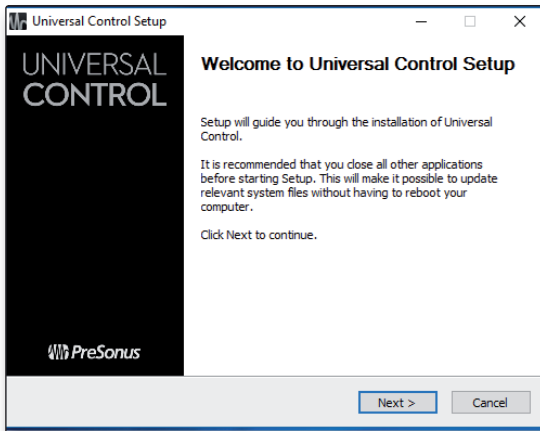 Universal Control Setup
UNIVERSAL
CONTROL
Welcome to Universal Control Setup
Setup will guide you through the installation of Universal
Control.
It is recommended that you close all other applications
before starting Setup. This will make it possible to update
relevant system files without having to reboot your
computer.
Click Next to continue.
PreSonus
Next >
Cancel